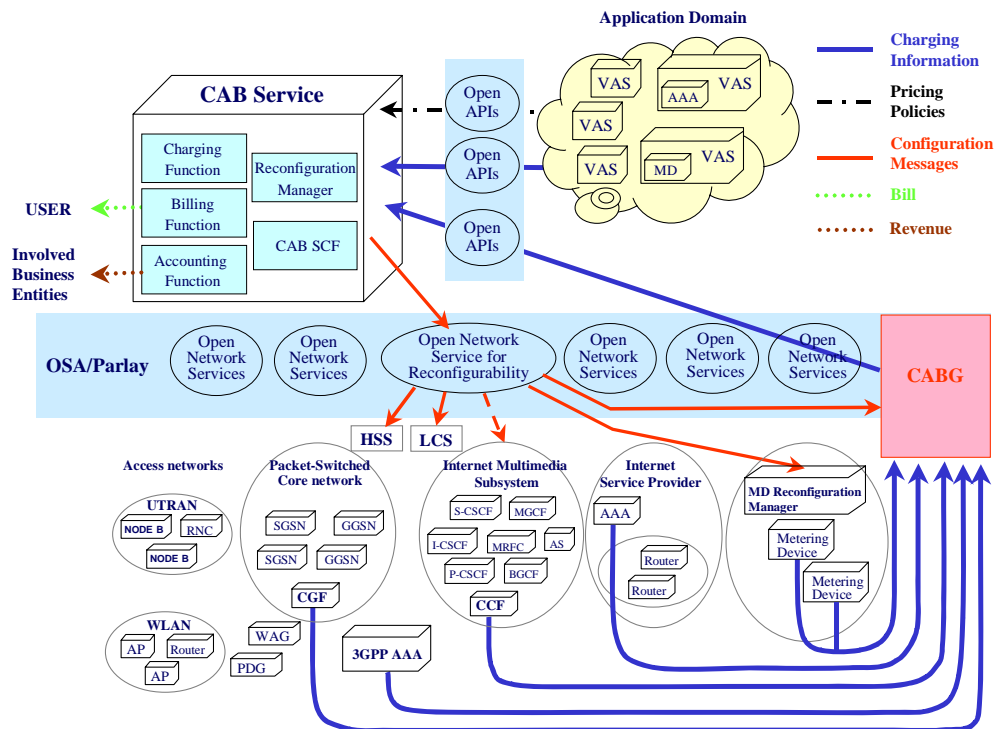 Application Domain
CAB Service
Charging
Function
Billing
Function
Accounting
Function
Reconfiguration
Manager
CAB SCF
USER
Involved
Business
Entities
Open
APIs
Open
APIs
Open
APIs
VAS
VAS
VAS
VAS
AAA
VAS
MD
Charging
Information
Pricing
Policies
Configuration
Messages
Bill
Revenue
OSA/Parlay
Open
Network
Services
Open
Network
Services
Open Network
Service for
Reconfigurability
Open
Network
Services
Open
Network
Services
Open
Network
Services
CABG
HSS
LCS
Access networks
UTRAN
NODE B
RNC
NODE B
WLAN
AP
Router
AP
Packet-Switched
Core network
SGSN
GGSN
SGSN
GGSN
CGF
WAG
PDG
3GPP AAA
Internet Multimedia
Subsystem
S-CSCF
MGCF
I-CSCF
MRFC
AS
P-CSCF
BGCF
CCF
Internet
Service Provider
AAA
Router
Router
MD Reconfiguration
Manager
Metering
Device
Metering
Device